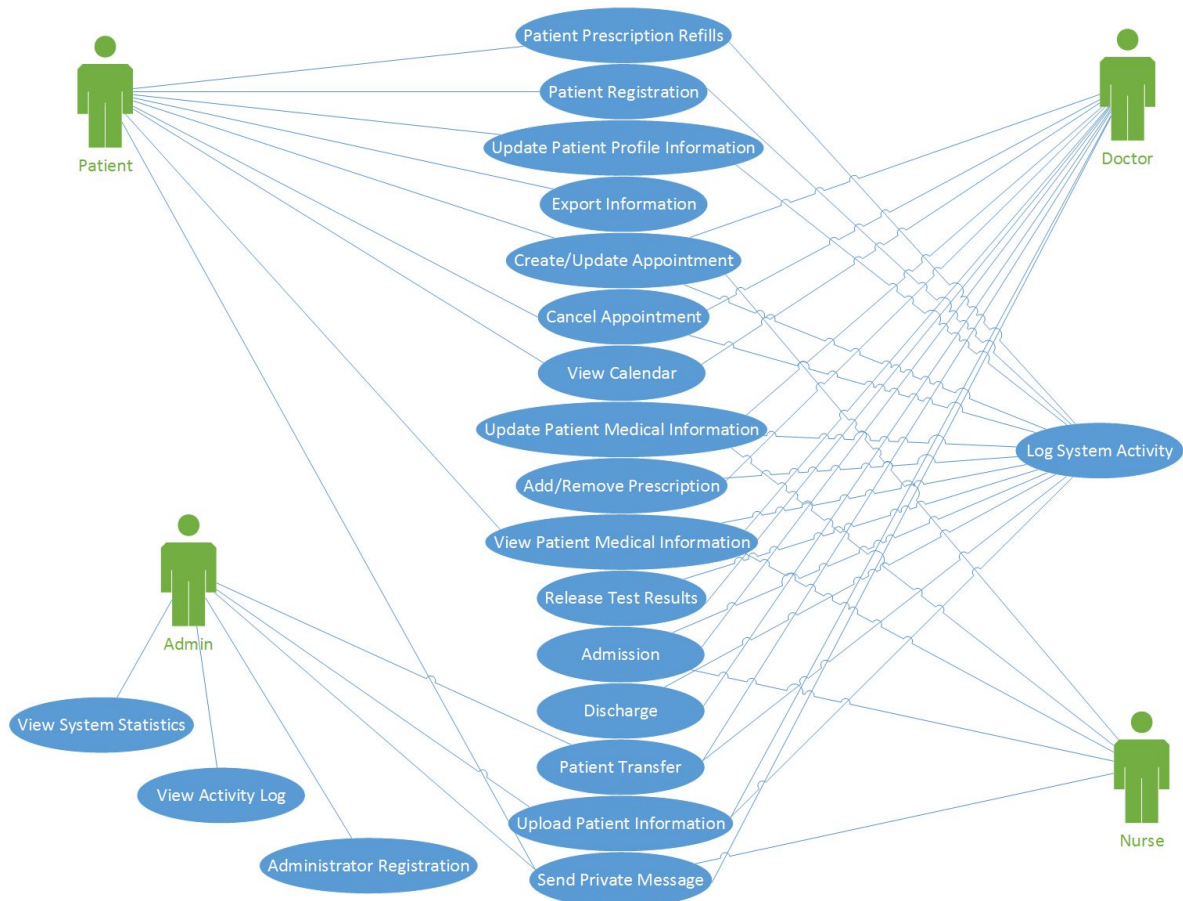 Patient Prescription Refills
Patient Registration
Patient
Doctor
Update Patient Profile Information
Export Information
Create/Update Appointment
Cancel Appointment
View Calendar
Update Patient Medical Information
Log System Activity
Add/Remove Prescription
View Patient Medical Information
Release Test Results
Admin
Admission
Discharge
View System Statistics
Patient Transfer
View Activity Log
Upload Patient Information
Nurse
Administrator Registration
Send Private Message